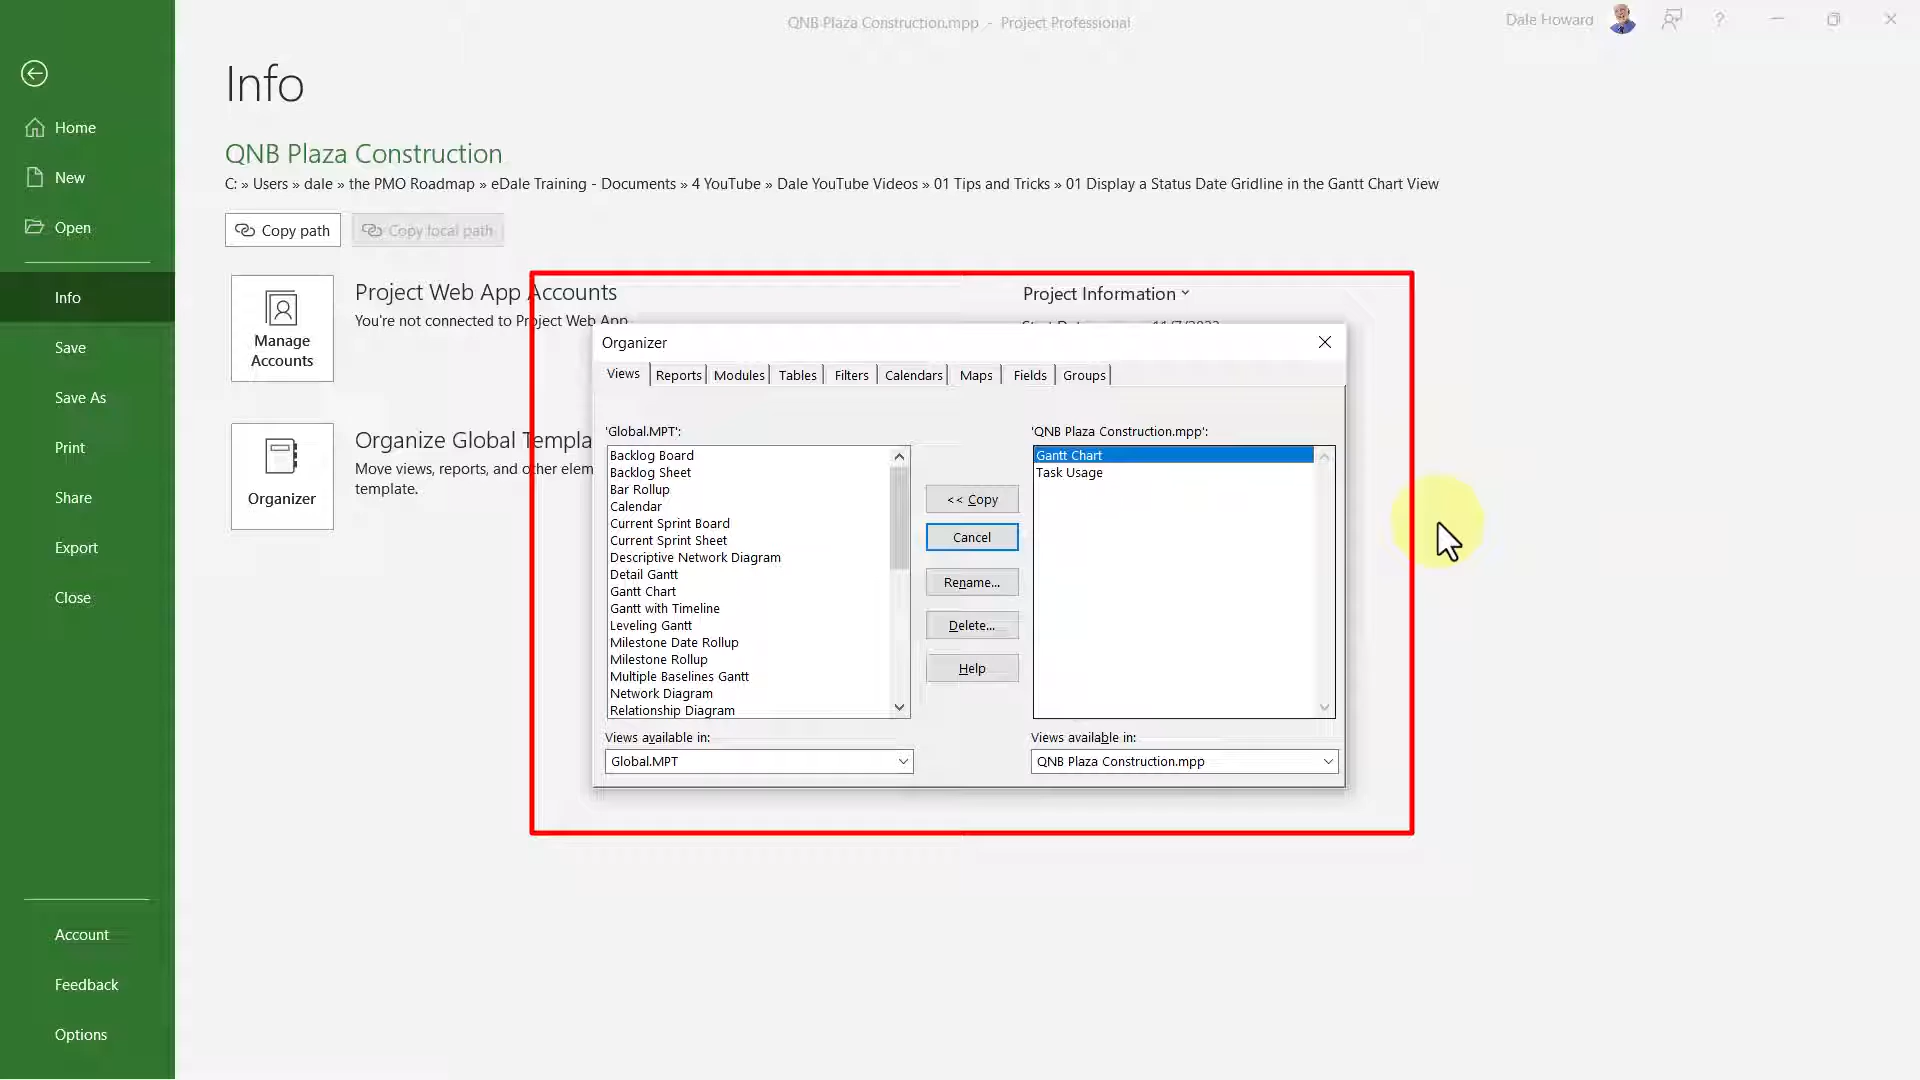 QNB Plaza Construction.mpp - Project Professional
Dale Howard
?
Home
New
Open
Info
Save
Save As
Print
Share
Export
Close
Account
Feedback
Options
Info
QNB Plaza Construction
C: » Users » dale » the PMO Roadmap » eDale Training - Documents » 4 YouTube » Dale YouTube Videos » 01 Tips and Tricks » 01 Display a Status Date Gridline in the Gantt Chart View
Copy path
Copy local path
Manage
Accounts
Project Web App Accounts
You're not connected to Project Web App.
Organizer
Organize Global Templa
Move views, reports, and other elem
template.
Project Information
Organizer
Views
Reports
Modules
Tables
Filters
Calendars
Maps
Fields
Groups
'Global.MPT':
Backlog Board
Backlog Sheet
Bar Rollup
Calendar
Current Sprint Board
Current Sprint Sheet
Descriptive Network Diagram
Detail Gantt
Gantt Chart
Gantt with Timeline
Leveling Gantt
Milestone Date Rollup
Milestone Rollup
Multiple Baselines Gantt
Network Diagram
Relationship Diagram
Views available in:
Global.MPT
<< Copy
Cancel
Rename...
Delete...
Help
'QNB Plaza Construction.mpp':
Gantt Chart
Task Usage
Views available in:
QNB Plaza Construction.mpp